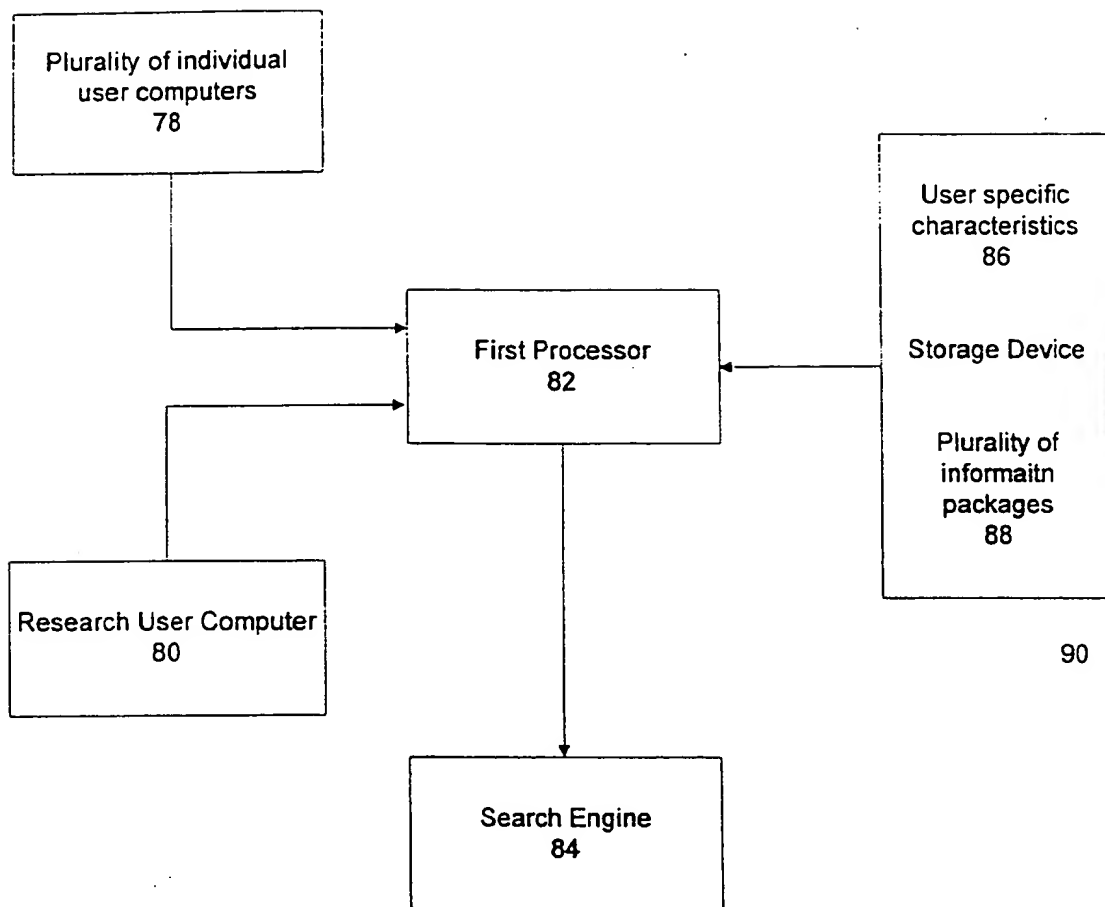 Plurality of individual
user computers
78
User specific
characteristics
86
First Processor
82
Storage Device
Plurality of
informaitn
packages
88
Research User Computer
80
90
Search Engine
84